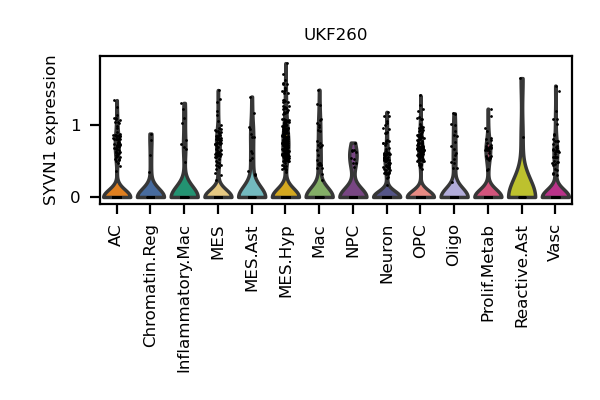 UKF260
SYVN1 expression
1
0
AC
Chromatin.Reg
Inflammatory.Mac
MES
MES.Ast
MES.Hyp
Mac
NPC
Neuron
OPC
Oligo
Prolif.Metab
Reactive.Ast
Vasc